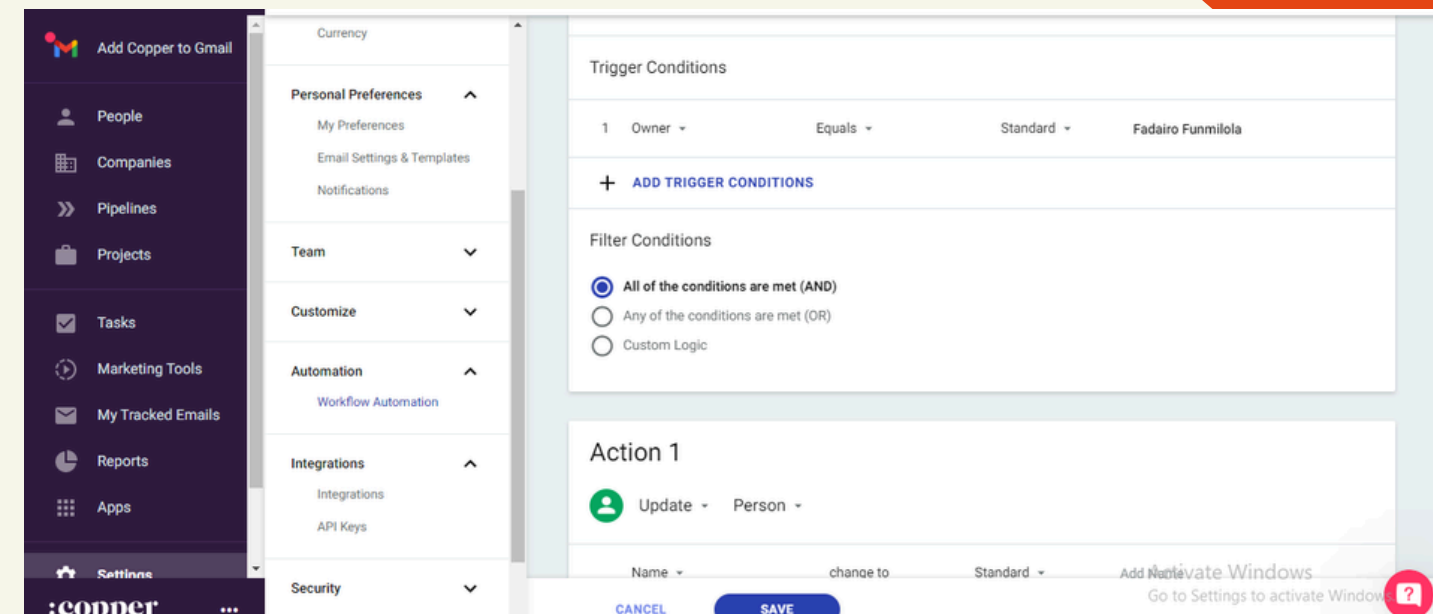 Add Copper to Gmail
People
Companies
Pipelines
Projects
Tasks
Marketing Tools
My Tracked Emails
Reports
Apps
Settings
:copper
...
Currency
Personal Preferences
My Preferences
Email Settings & Templates
Notifications
Team
Customize
Automation
Workflow Automation
Integrations
Integrations
API Keys
Security
Trigger Conditions
1 Owner Equals Standard Fadairo Funmilola
+ ADD TRIGGER CONDITIONS
Filter Conditions
All of the conditions are met (AND)
Any of the conditions are met (OR)
Custom Logic
Action 1
Update Person
Name change to Standard Add Name
Activate Windows
Go to Settings to activate Windows
?
CANCEL SAVE